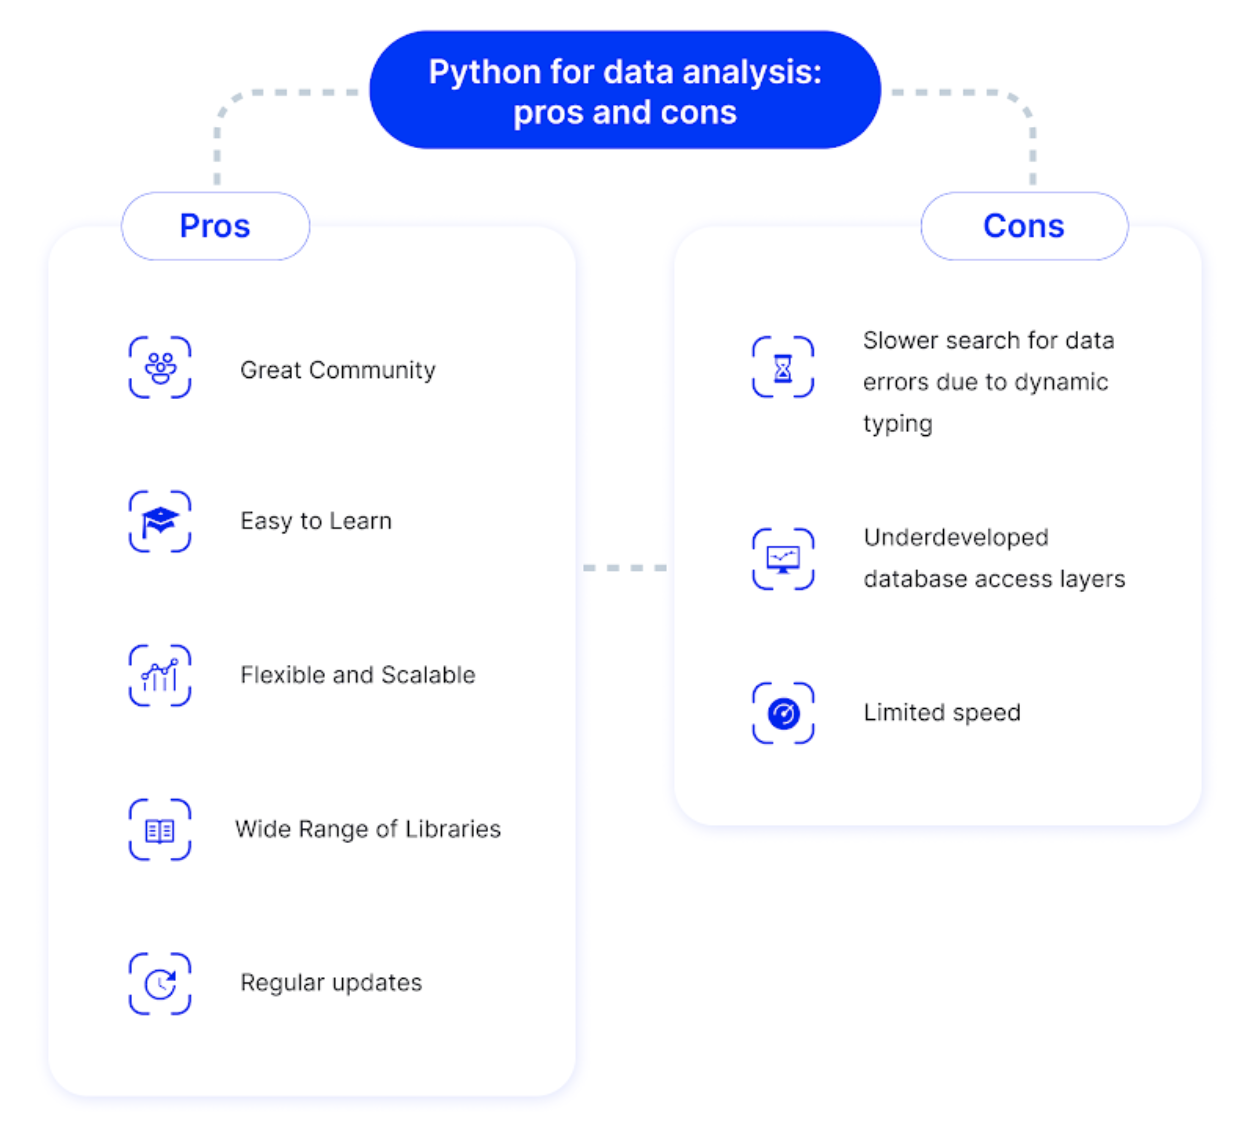 Python for data analysis:
pros and cons
Pros
Great Community
Easy to Learn
Flexible and Scalable
Wide Range of Libraries
Regular updates
Cons
Slower search for data
errors due to dynamic
typing
Underdeveloped
database access layers
Limited speed